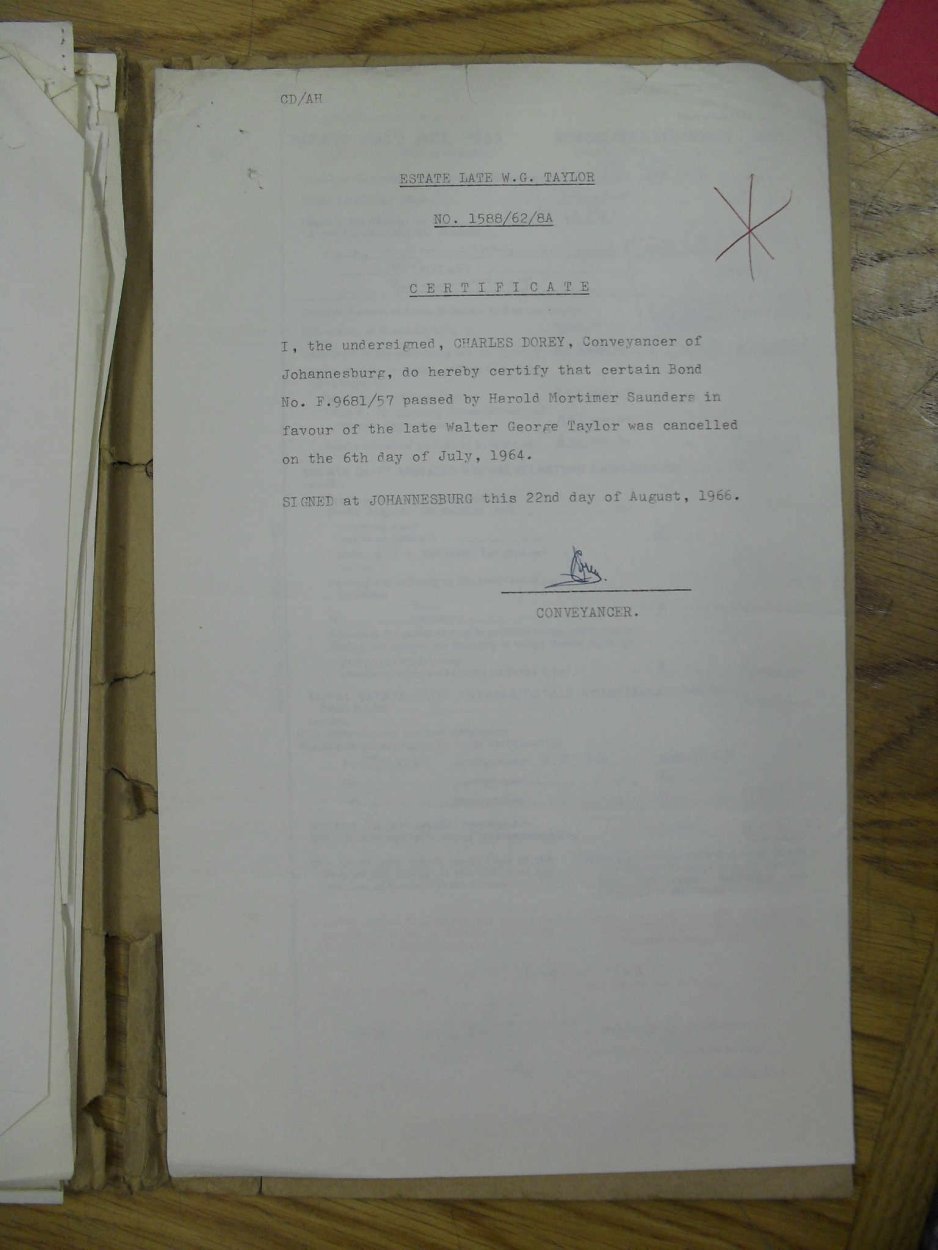 CD/AH
ESTATE LATE W.G. TAYLOR
NO. 1588/62/8A
C E R T I F I C A T E
I, the undersigned, CHARLES DOREY, Conveyancer of
Johannesburg, do hereby certify that certain Bond
No. F.9681/57 passed by Harold Mortimer Saunders in
favour of the late Walter George Taylor was cancelled
on the 6th day of July, 1964.
SIGNED at JOHANNESBURG this 22nd day of August, 1966.
CONVEYANCER.